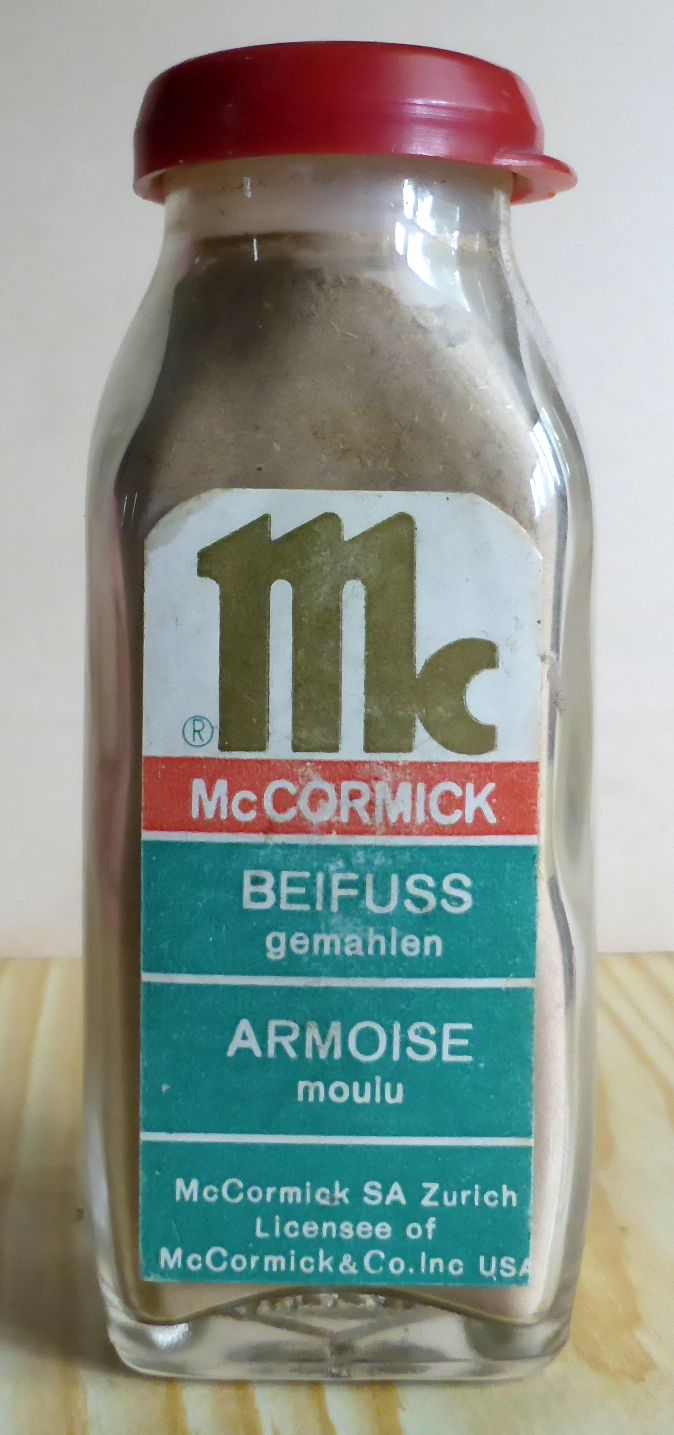 Mc
®
McCORMICK
BEIFUSS
gemahlen
ARMOISE
moulu
McCormick SA Zurich
Licensee of
McCormick&Co.Inc USA